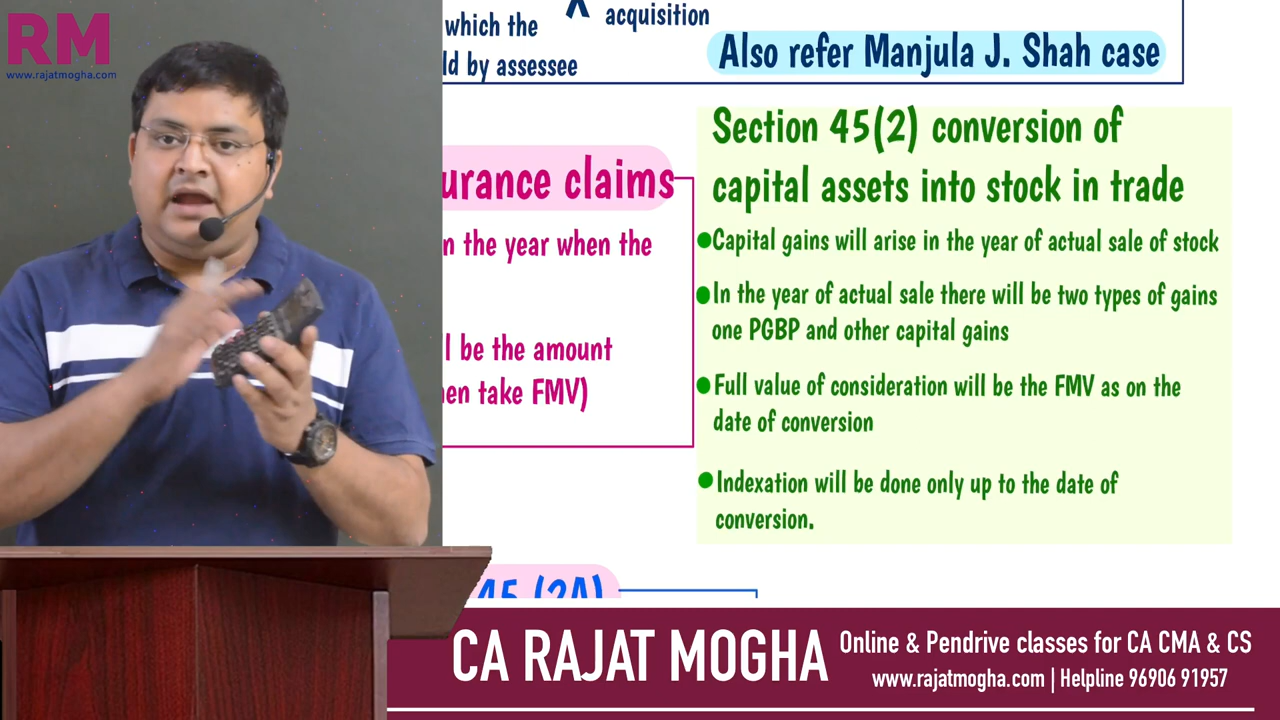 RM
www.rajatmogha.com
which the
acquisition
ld by assessee
Also refer Manjula J. Shah case
urance claims
n the year when the
l be the amount
en take FMV)
Section 45(2) conversion of
capital assets into stock in trade
Capital gains will arise in the year of actual sale of stock
In the year of actual sale there will be two types of gains
one PGBP and other capital gains
Full value of consideration will be the FMV as on the
date of conversion
Indexation will be done only up to the date of
conversion.
45 (2A)
CA RAJAT MOGHA
Online & Pendrive classes for CA CMA & CS
www.rajatmogha.com | Helpline 96906 91957